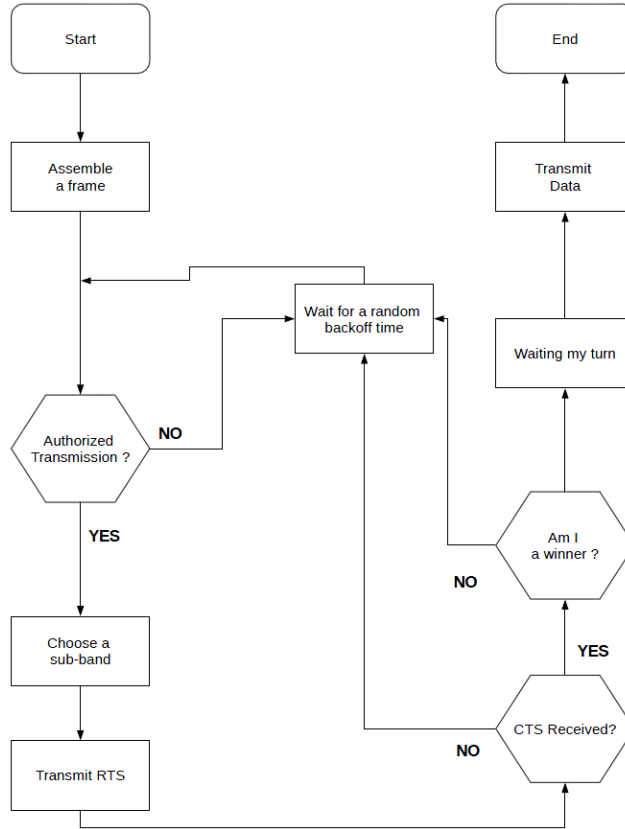 Start
End
Assemble
a frame
Transmit
Data
Wait for a random
backoff time
Waiting my turn
Authorized
Transmission ?
NO
YES
Am I
a winner ?
NO
Choose a
sub-band
YES
CTS Received?
NO
Transmit RTS